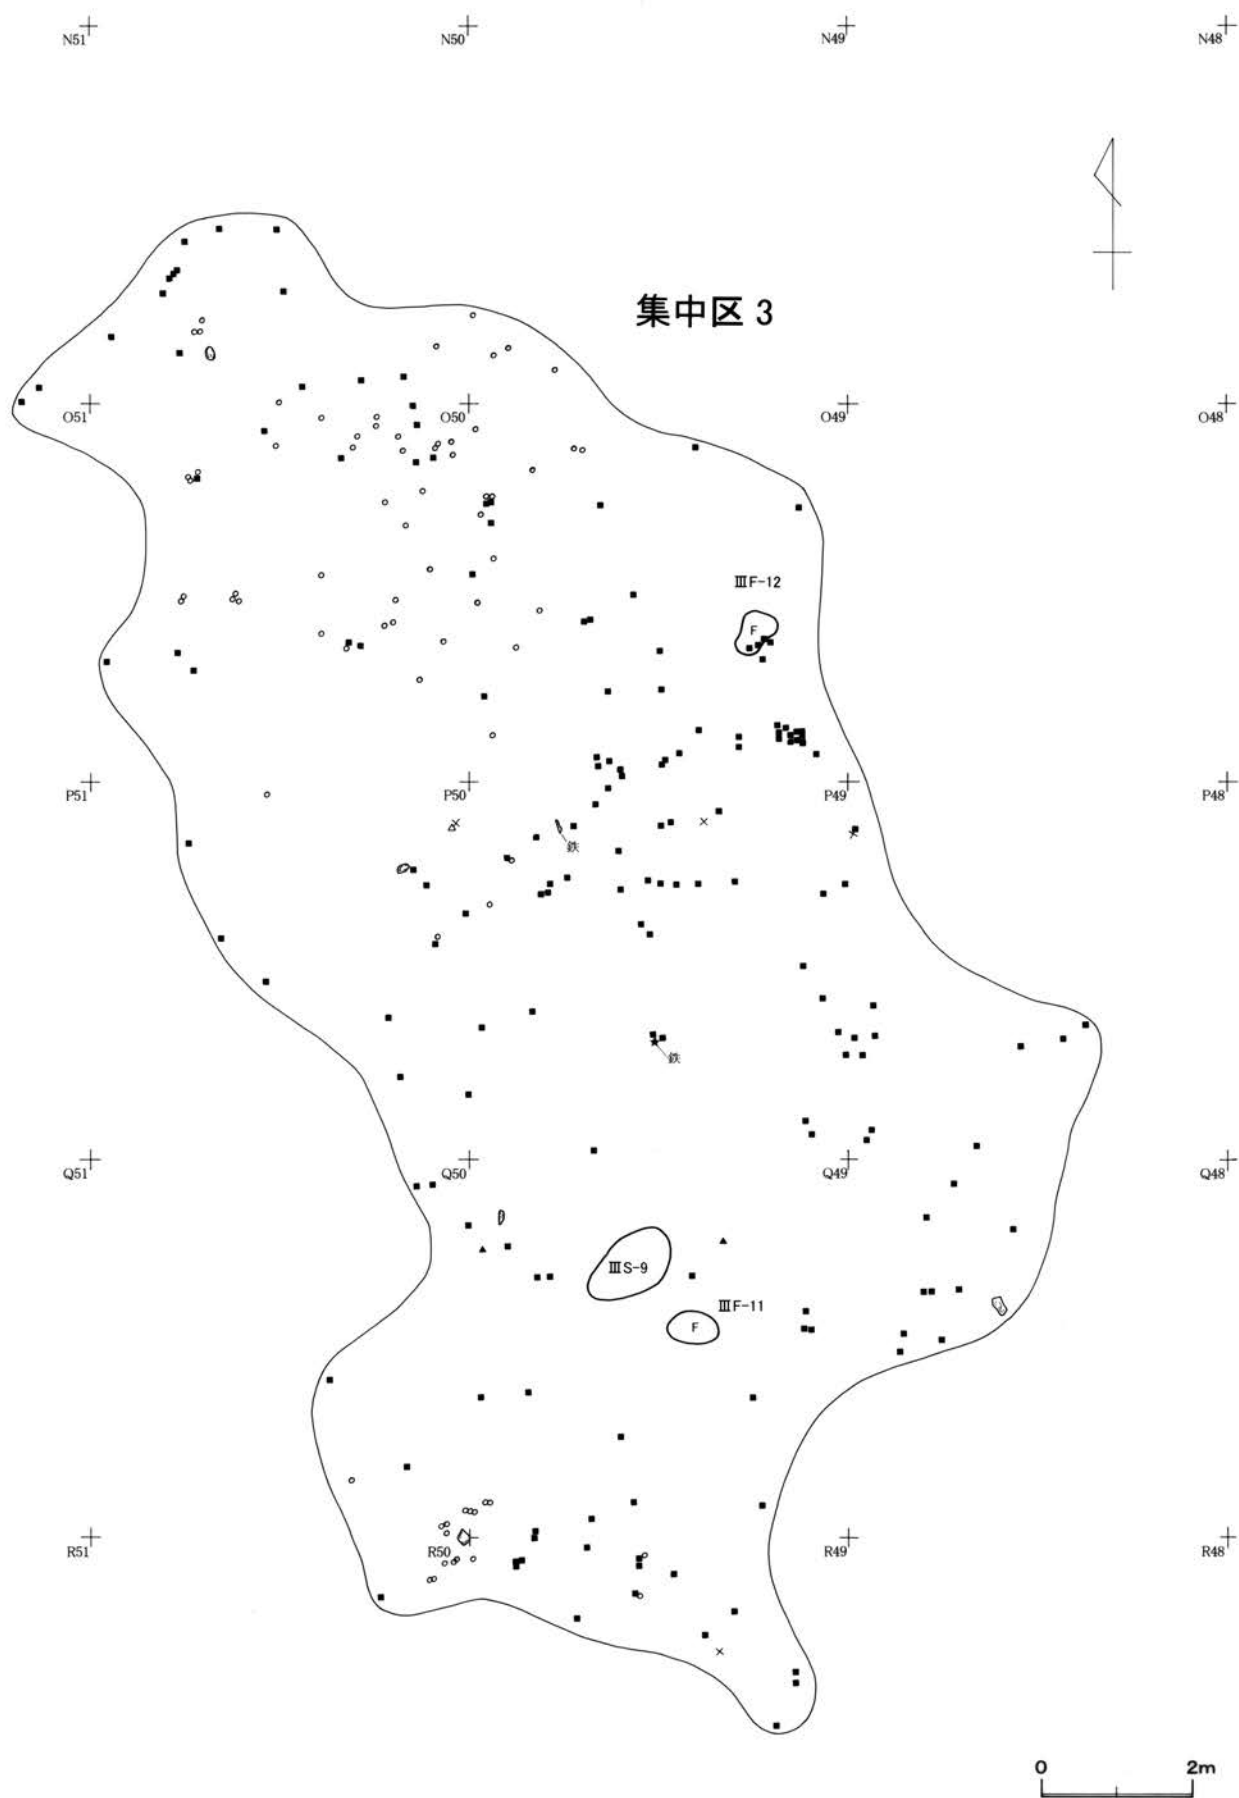 N51 N50 N49 N48
集中区 3
O51 O50 O49 O48
ⅢF-12
F
P51 P50 P49 P48
鉄
鉄
Q51 Q50 Q49 Q48
ⅢS-9
ⅢF-11
F
R51 R50 R49 R48
0 2m